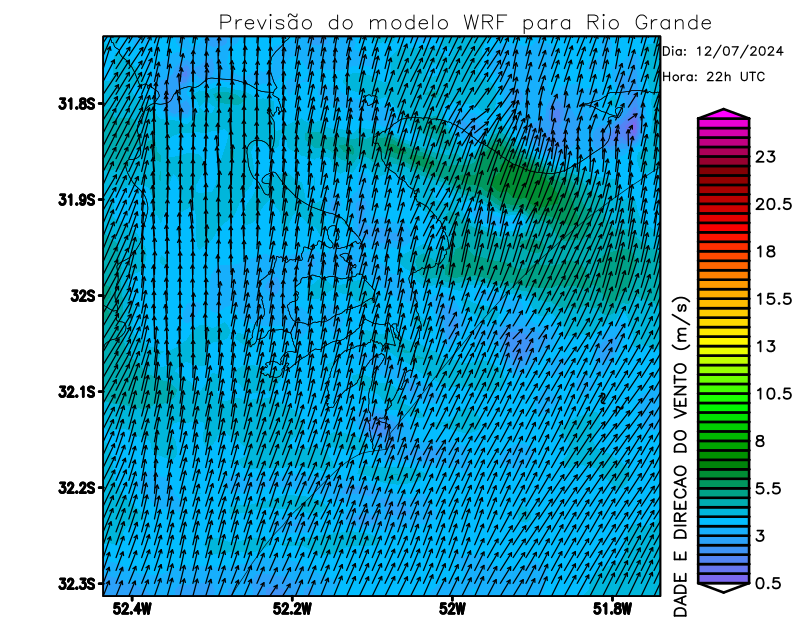 Previsão do modelo WRF para Rio Grande
Dia: 12/07/2024
Hora: 22h UTC
31.8S
31.9S
32S
32.1S
32.2S
32.3S
52.4W
52.2W
52W
51.8W
DADE E DIRECAO DO VENTO (m/s)
23
20.5
18
15.5
13
10.5
8
5.5
3
0.5